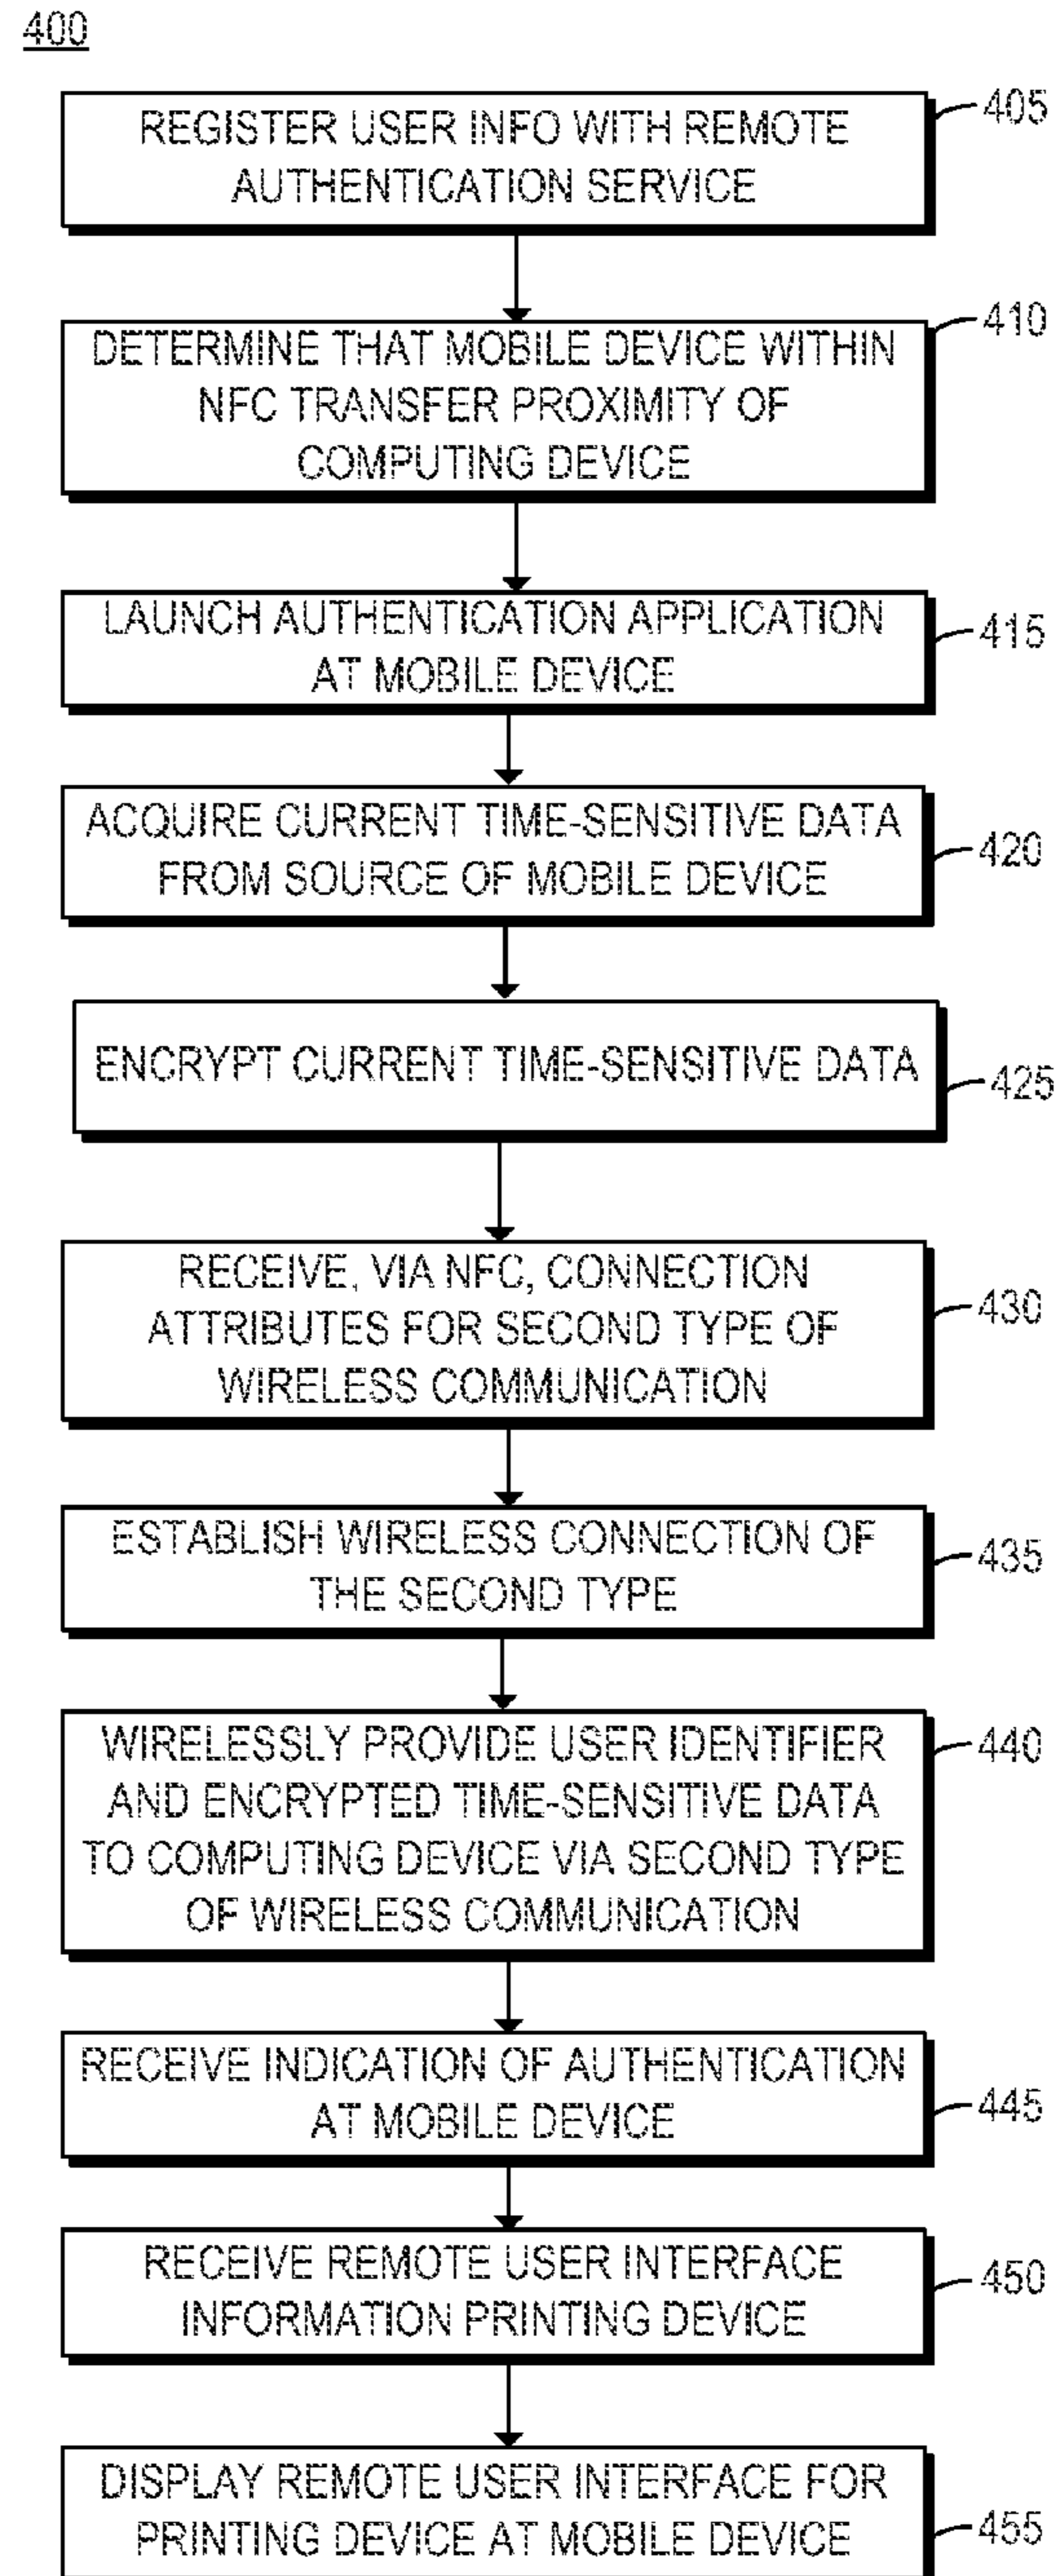 400
REGISTER USER INFO WITH REMOTE
AUTHENTICATION SERVICE
405
DETERMINE THAT MOBILE DEVICE WITHIN
NFC TRANSFER PROXIMITY OF
COMPUTING DEVICE
410
LAUNCH AUTHENTICATION APPLICATION
AT MOBILE DEVICE
415
ACQUIRE CURRENT TIME-SENSITIVE DATA
FROM SOURCE OF MOBILE DEVICE
420
ENCRYPT CURRENT TIME-SENSITIVE DATA
425
RECEIVE, VIA NFC, CONNECTION
ATTRIBUTES FOR SECOND TYPE OF
WIRELESS COMMUNICATION
430
ESTABLISH WIRELESS CONNECTION OF
THE SECOND TYPE
435
WIRELESSLY PROVIDE USER IDENTIFIER
AND ENCRYPTED TIME-SENSITIVE DATA
TO COMPUTING DEVICE VIA SECOND TYPE
OF WIRELESS COMMUNICATION
440
RECEIVE INDICATION OF AUTHENTICATION
AT MOBILE DEVICE
445
RECEIVE REMOTE USER INTERFACE
INFORMATION PRINTING DEVICE
450
DISPLAY REMOTE USER INTERFACE FOR
PRINTING DEVICE AT MOBILE DEVICE
455